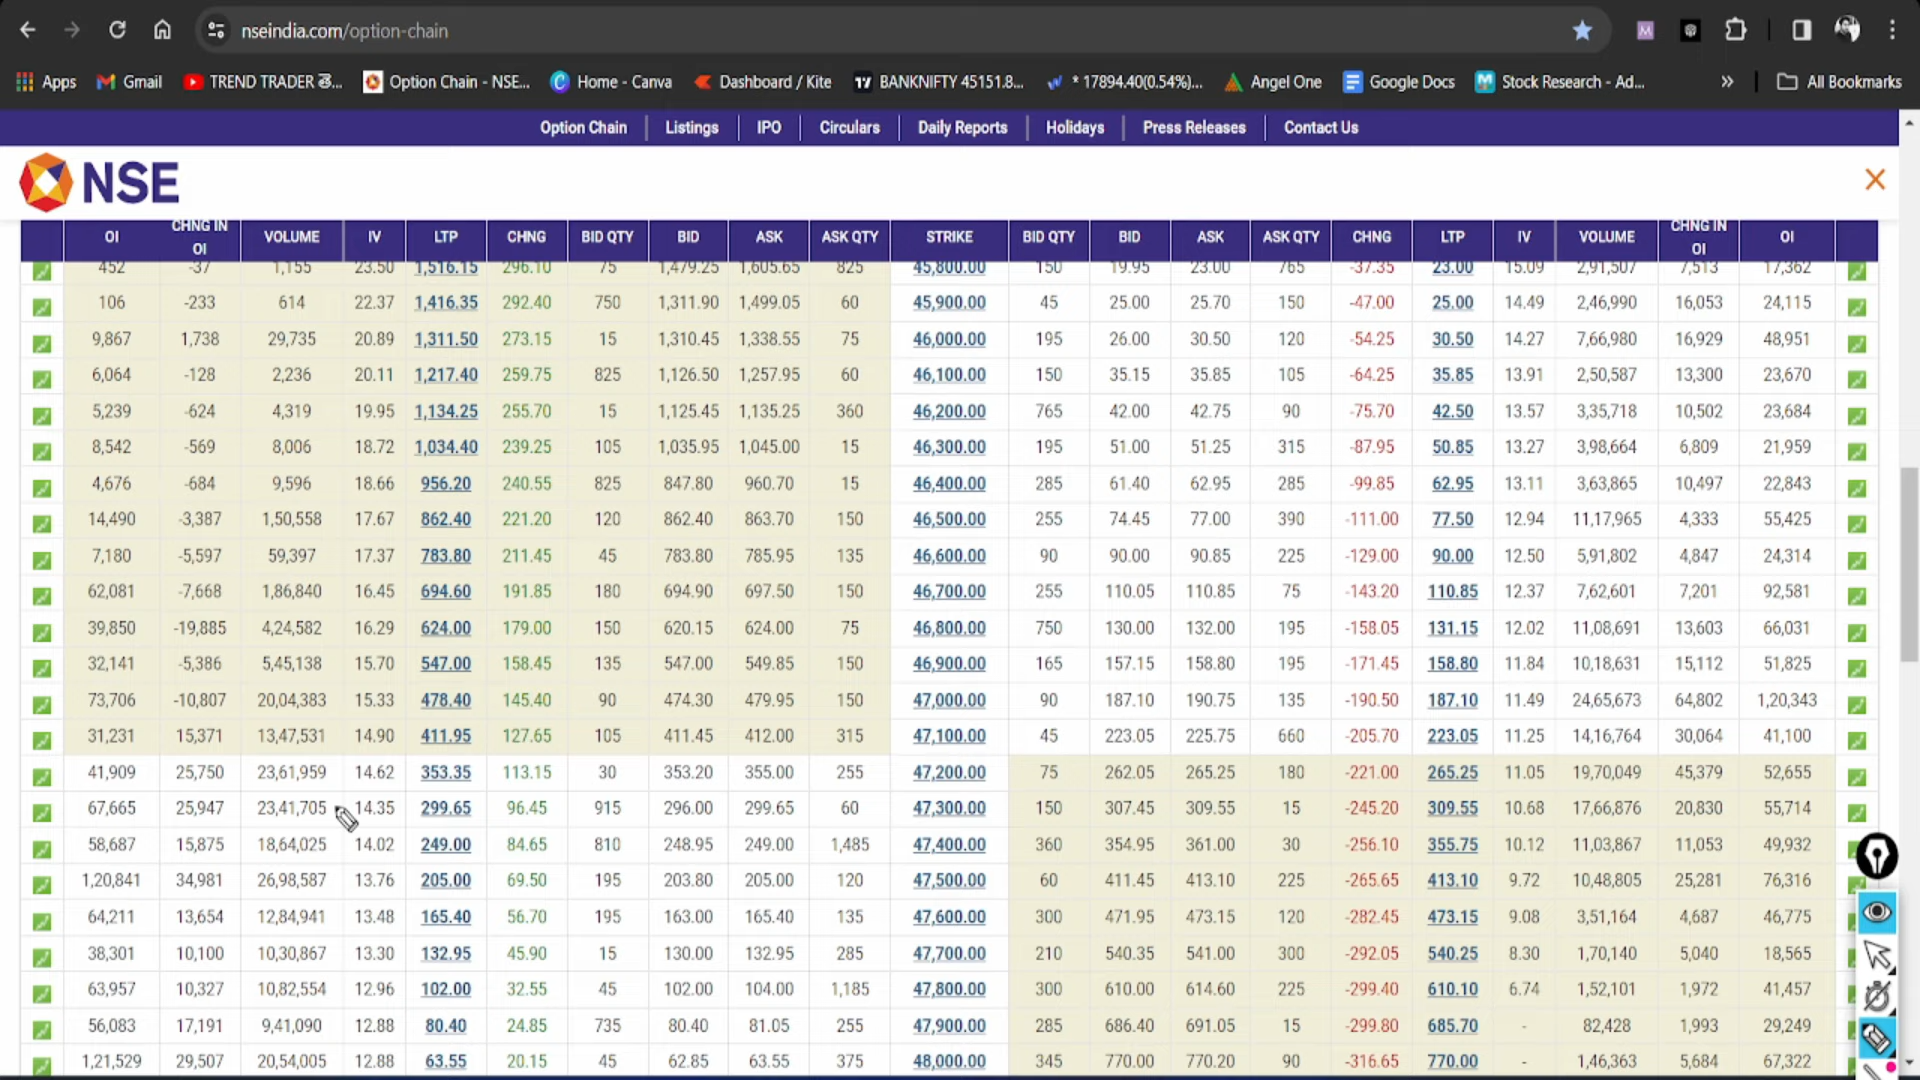 nseindia.com/option-chain
Apps Gmail TREND TRADER తె... Option Chain - NSE... Home - Canva Dashboard / Kite BANKNIFTY 45151.8... * 17894.40(0.54%)... Angel One Google Docs Stock Research - Ad... » All Bookmarks
Option Chain Listings IPO Circulars Daily Reports Holidays Press Releases Contact Us
NSE
OI CHNG IN OI VOLUME IV LTP CHNG BID QTY BID ASK ASK QTY STRIKE BID QTY BID ASK ASK QTY CHNG LTP IV VOLUME CHNG IN OI OI
452 -37 1,155 23.50 1,516.15 296.10 75 1,479.25 1,605.65 825 45,800.00 150 19.95 23.00 765 -37.35 23.00 15.09 2,91,507 7,513 17,362
106 -233 614 22.37 1,416.35 292.40 750 1,311.90 1,499.05 60 45,900.00 45 25.00 25.70 150 -47.00 25.00 14.49 2,46,990 16,053 24,115
9,867 1,738 29,735 20.89 1,311.50 273.15 15 1,310.45 1,338.55 75 46,000.00 195 26.00 30.50 120 -54.25 30.50 14.27 7,66,980 16,929 48,951
6,064 -128 2,236 20.11 1,217.40 259.75 825 1,126.50 1,257.95 60 46,100.00 150 35.15 35.85 105 -64.25 35.85 13.91 2,50,587 13,300 23,670
5,239 -624 4,319 19.95 1,134.25 255.70 15 1,125.45 1,135.25 360 46,200.00 765 42.00 42.75 90 -75.70 42.50 13.57 3,35,718 10,502 23,684
8,542 -569 8,006 18.72 1,034.40 239.25 105 1,035.95 1,045.00 15 46,300.00 195 51.00 51.25 315 -87.95 50.85 13.27 3,98,664 6,809 21,959
4,676 -684 9,596 18.66 956.20 240.55 825 847.80 960.70 15 46,400.00 285 61.40 62.95 285 -99.85 62.95 13.11 3,63,865 10,497 22,843
14,490 -3,387 1,50,558 17.67 862.40 221.20 120 862.40 863.70 150 46,500.00 255 74.45 77.00 390 -111.00 77.50 12.94 11,17,965 4,333 55,425
7,180 -5,597 59,397 17.37 783.80 211.45 45 783.80 785.95 135 46,600.00 90 90.00 90.85 225 -129.00 90.00 12.50 5,91,802 4,847 24,314
62,081 -7,668 1,86,840 16.45 694.60 191.85 180 694.90 697.50 150 46,700.00 255 110.05 110.85 75 -143.20 110.85 12.37 7,62,601 7,201 92,581
39,850 -19,885 4,24,582 16.29 624.00 179.00 150 620.15 624.00 75 46,800.00 750 130.00 132.00 195 -158.05 131.15 12.02 11,08,691 13,603 66,031
32,141 -5,386 5,45,138 15.70 547.00 158.45 135 547.00 549.85 150 46,900.00 165 157.15 158.80 195 -171.45 158.80 11.84 10,18,631 15,112 51,825
73,706 -10,807 20,04,383 15.33 478.40 145.40 90 474.30 479.95 150 47,000.00 90 187.10 190.75 135 -190.50 187.10 11.49 24,65,673 64,802 1,20,343
31,231 15,371 13,47,531 14.90 411.95 127.65 105 411.45 412.00 315 47,100.00 45 223.05 225.75 660 -205.70 223.05 11.25 14,16,764 30,064 41,100
41,909 25,750 23,61,959 14.62 353.35 113.15 30 353.20 355.00 255 47,200.00 75 262.05 265.25 180 -221.00 265.25 11.05 19,70,049 45,379 52,655
67,665 25,947 23,41,705 14.35 299.65 96.45 915 296.00 299.65 60 47,300.00 150 307.45 309.55 15 -245.20 309.55 10.68 17,66,876 20,830 55,714
58,687 15,875 18,64,025 14.02 249.00 84.65 810 248.95 249.00 1,485 47,400.00 360 354.95 361.00 30 -256.10 355.75 10.12 11,03,867 11,053 49,932
1,20,841 34,981 26,98,587 13.76 205.00 69.50 195 203.80 205.00 120 47,500.00 60 411.45 413.10 225 -265.65 413.10 9.72 10,48,805 25,281 76,316
64,211 13,654 12,84,941 13.48 165.40 56.70 195 163.00 165.40 135 47,600.00 300 471.95 473.15 120 -282.45 473.15 9.08 3,51,164 4,687 46,775
38,301 10,100 10,30,867 13.30 132.95 45.90 15 130.00 132.95 285 47,700.00 210 540.35 541.00 300 -292.05 540.25 8.30 1,70,140 5,040 18,565
63,957 10,327 10,82,554 12.96 102.00 32.55 45 102.00 104.00 1,185 47,800.00 300 610.00 614.60 225 -299.40 610.10 6.74 1,52,101 1,972 41,457
56,083 17,191 9,41,090 12.88 80.40 24.85 735 80.40 81.05 255 47,900.00 285 686.40 691.05 15 -299.80 685.70 - 82,428 1,993 29,249
1,21,529 29,507 20,54,005 12.88 63.55 20.15 45 62.85 63.55 375 48,000.00 345 770.00 770.20 90 -316.65 770.00 - 1,46,363 5,684 67,322